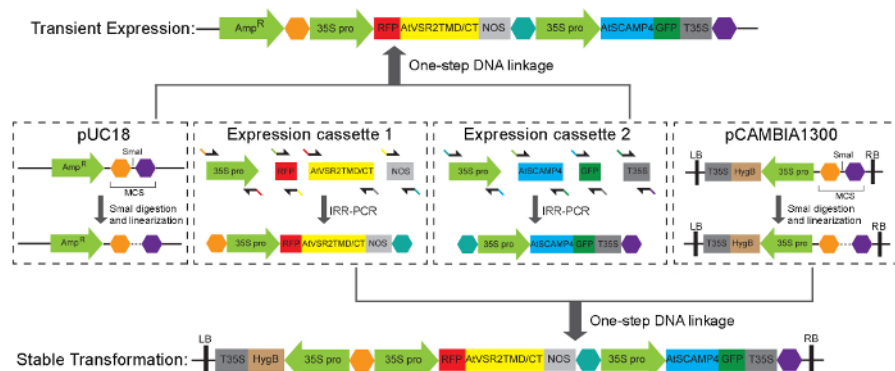 Transient Expression:
Amp^R 35S pro RFP AtVSR2TMD/CT NOS 35S pro AtSCAMP4 GFP T35S
One-step DNA linkage
pUC18
SmaI
Amp^R
MCS
SmaI digestion
and linearization
Amp^R
Expression cassette 1
35S pro RFP AtVSR2TMD/CT NOS
IRR-PCR
35S pro RFP AtVSR2TMD/CT NOS
Expression cassette 2
35S pro AtSCAMP4 GFP T35S
IRR-PCR
35S pro AtSCAMP4 GFP T35S
pCAMBIA1300
LB SmaI RB
T35S HygB 35S pro
MCS
SmaI digestion
and linearization
LB RB
T35S HygB 35S pro
One-step DNA linkage
Stable Transformation:
LB RB
T35S HygB 35S pro 35S pro RFP AtVSR2TMD/CT NOS 35S pro AtSCAMP4 GFP T35S